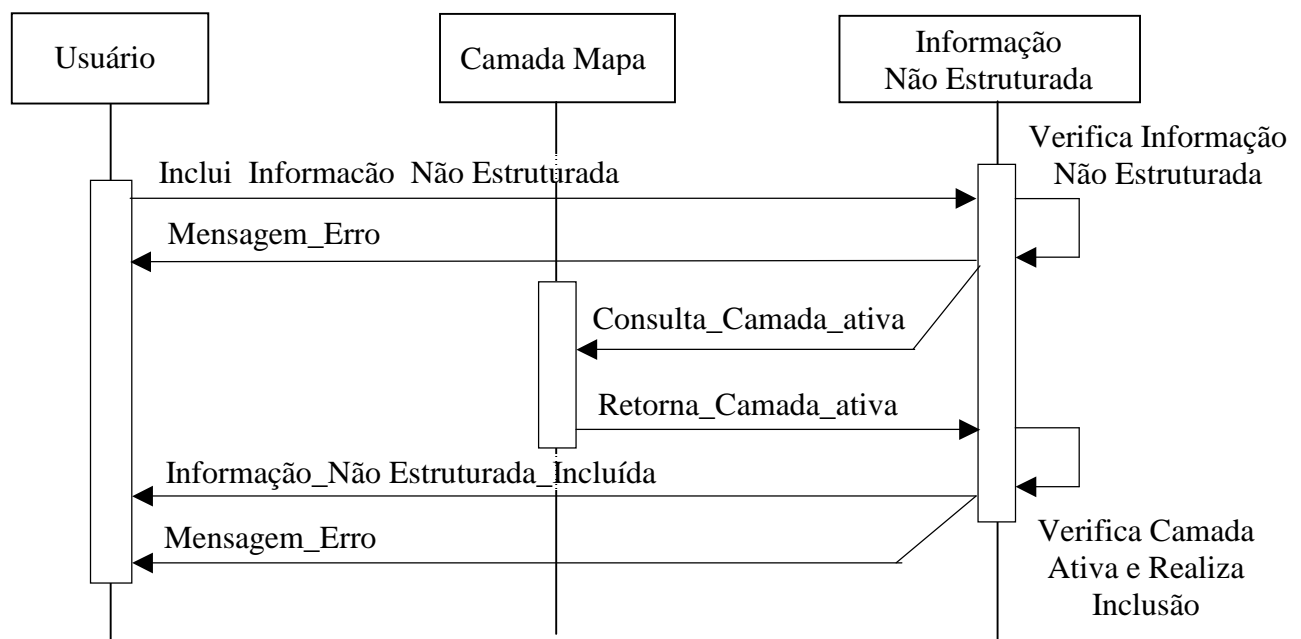 Usuário
Camada Mapa
Informação
Não Estruturada
Verifica Informação
Não Estruturada
Inclui Informacão Não Estruturada
Mensagem_Erro
Consulta_Camada_ativa
Retorna_Camada_ativa
Informação_Não Estruturada_Incluída
Mensagem_Erro
Verifica Camada
Ativa e Realiza
Inclusão